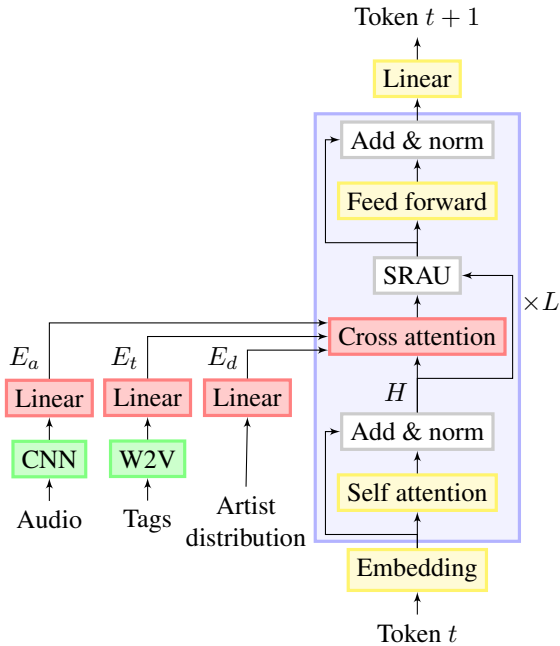 Token t + 1
Linear
Add & norm
Feed forward
SRAU
×L
Cross attention
E_a
E_t
E_d
Linear
Linear
Linear
H
Add & norm
CNN
W2V
Self attention
Audio
Tags
Artist
distribution
Embedding
Token t